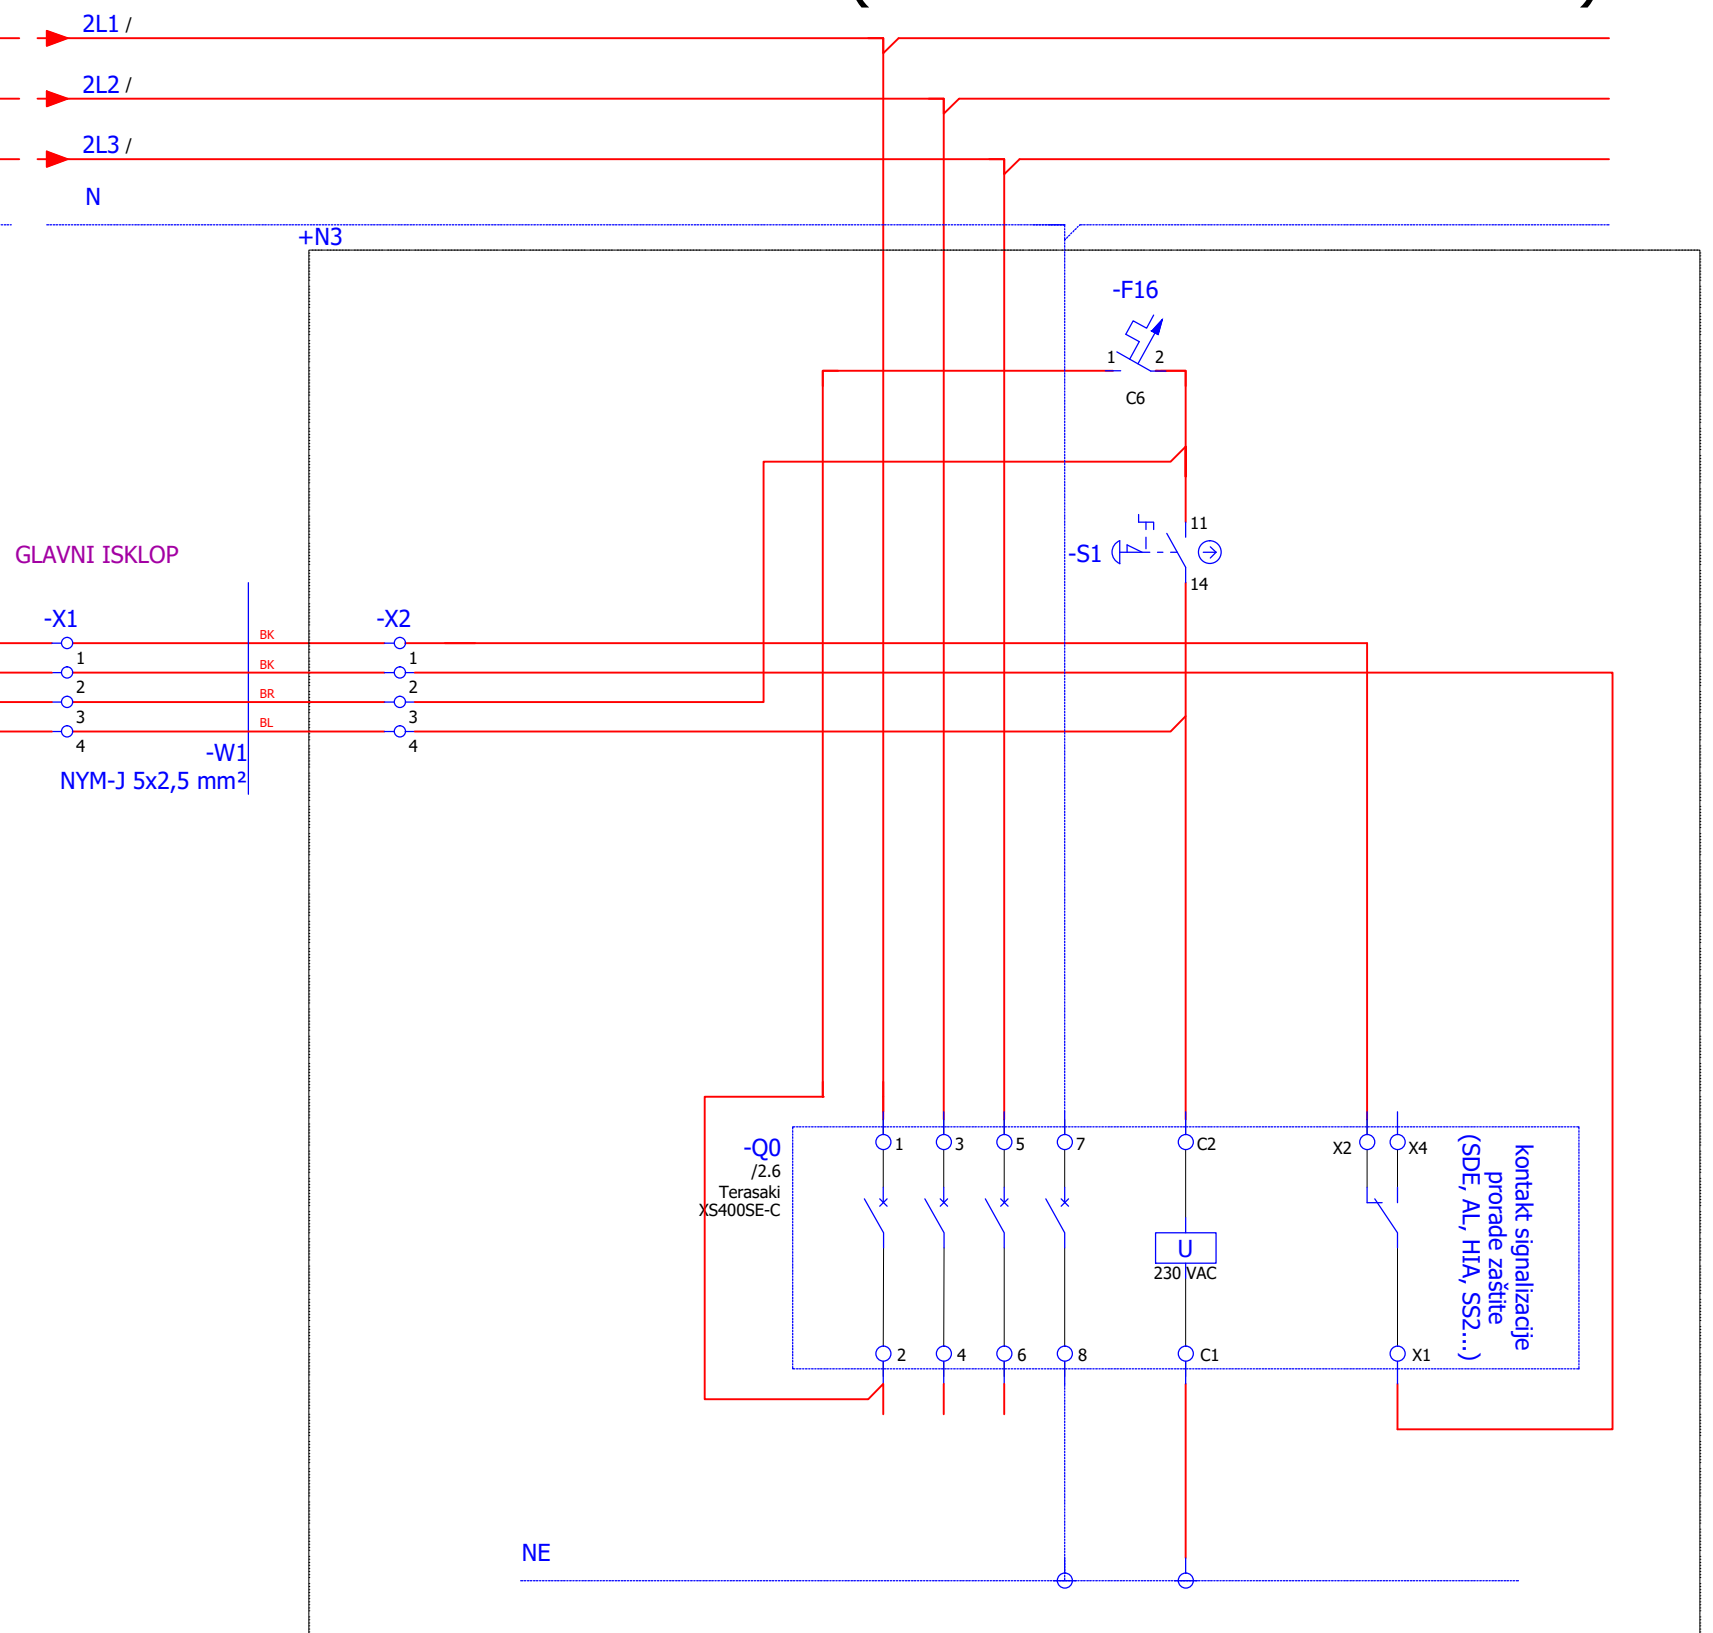 2L1 /
2L2 /
2L3 /
N
+N3
-F16
1
2
C6
11
-S1
14
GLAVNI ISKLOP
-X1
-X2
BK
1
1
BK
2
2
BR
3
3
BL
4
4
-W1
NYM-J 5x2,5 mm²
-Q0
/2.6
Terasaki
XS400SE-C
1
3
5
7
C2
X2
X4
U
230 VAC
kontakt signalizacije
prorade zaštite
(SDE, AL, HIA, SS2...)
2
4
6
8
C1
X1
NE